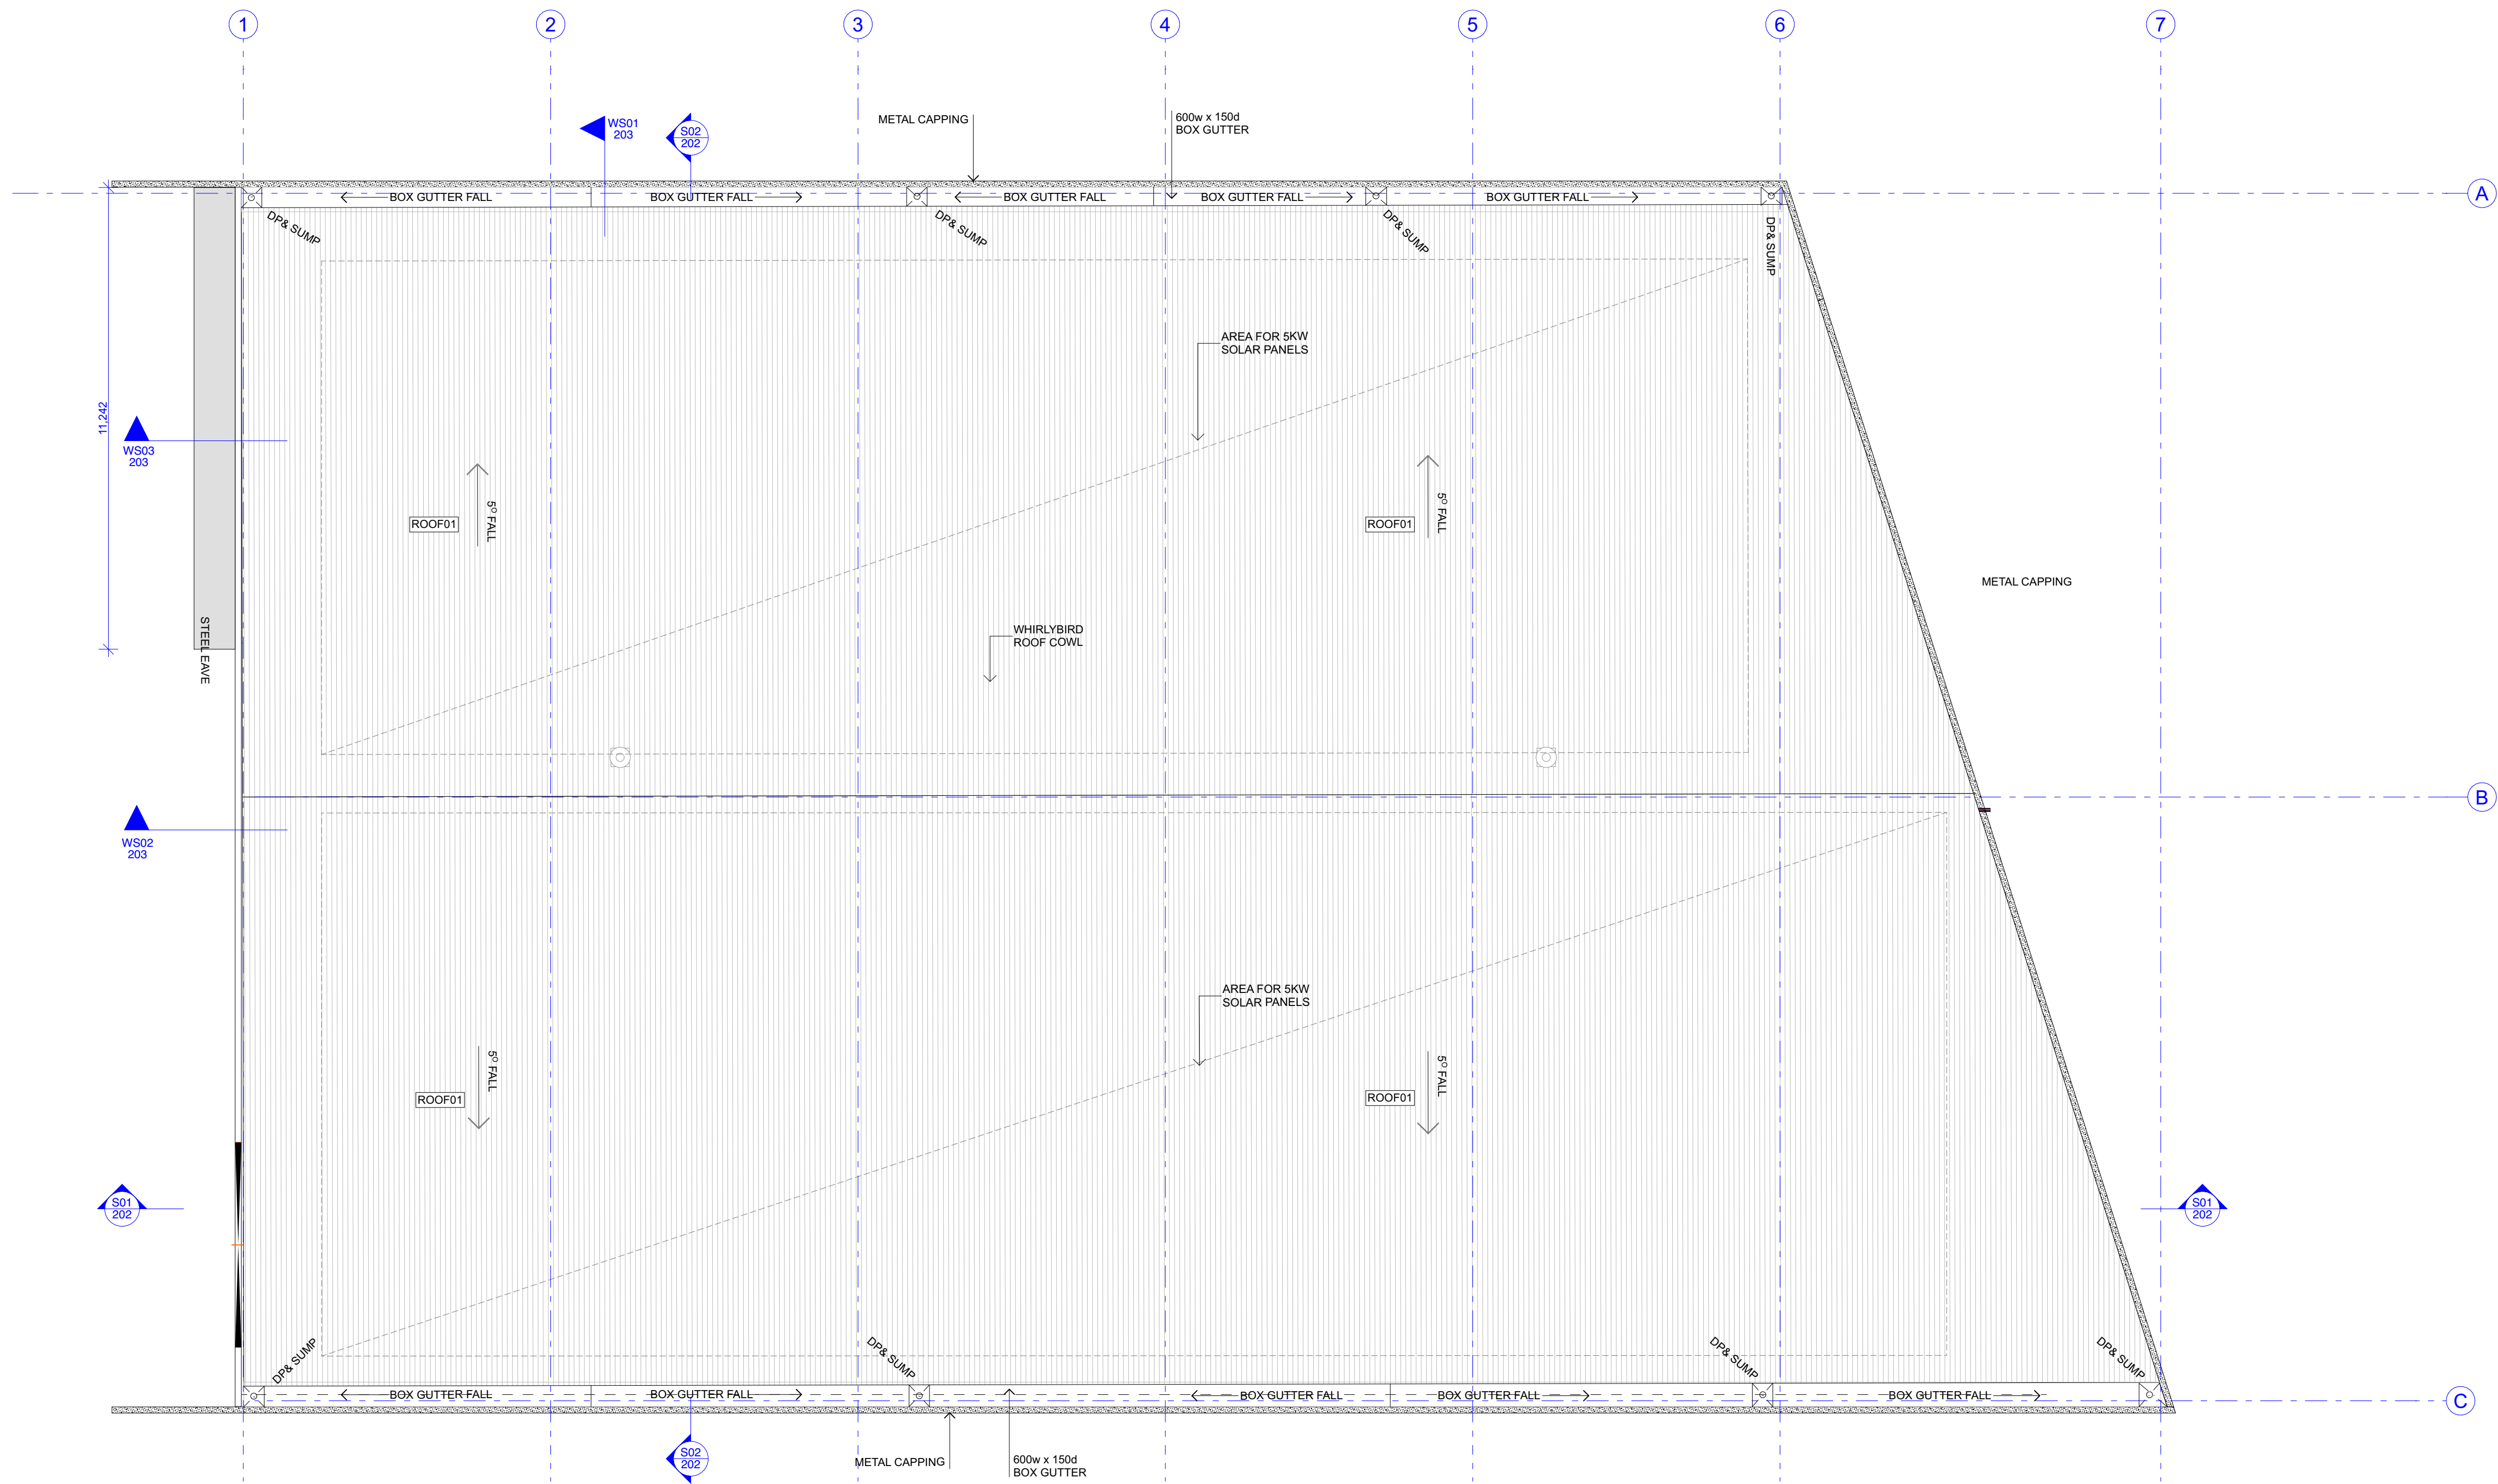 1
2
3
4
5
6
7
WS01
203
S02
202
METAL CAPPING
600w x 150d
BOX GUTTER
A
BOX GUTTER FALL
BOX GUTTER FALL
BOX GUTTER FALL
BOX GUTTER FALL
BOX GUTTER FALL
DP& SUMP
DP& SUMP
DP& SUMP
DP& SUMP
AREA FOR 5KW
SOLAR PANELS
11,242
WS03
203
5° FALL
5° FALL
ROOF01
ROOF01
METAL CAPPING
STEEL EAVE
WHIRLYBIRD
ROOF COWL
B
WS02
203
AREA FOR 5KW
SOLAR PANELS
5° FALL
5° FALL
ROOF01
ROOF01
S01
202
S01
202
DP& SUMP
DP& SUMP
DP& SUMP
DP& SUMP
BOX GUTTER FALL
BOX GUTTER FALL
BOX GUTTER FALL
BOX GUTTER FALL
BOX GUTTER FALL
C
S02
202
METAL CAPPING
600w x 150d
BOX GUTTER